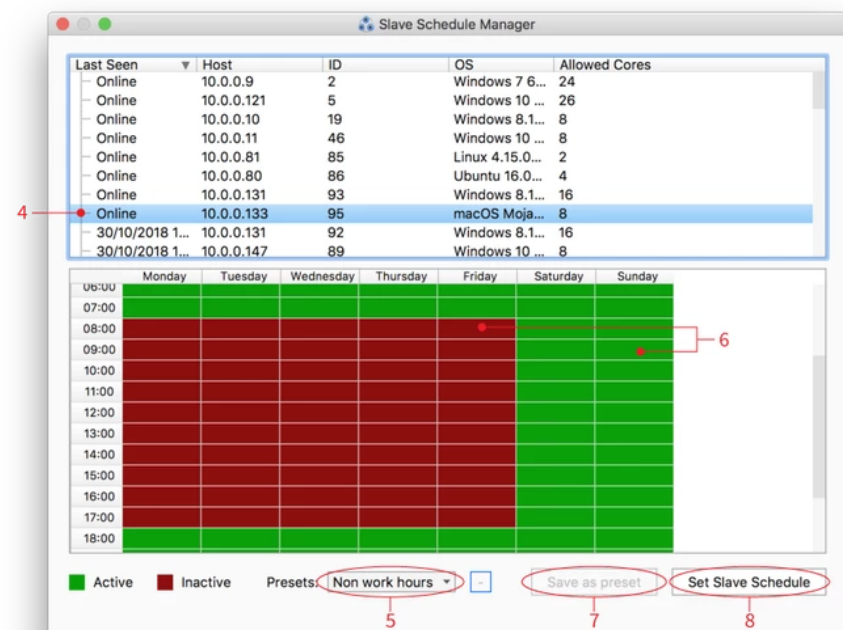 Slave Schedule Manager
Last Seen ▼ Host ID OS Allowed Cores
Online 10.0.0.9 2 Windows 7 6... 24
Online 10.0.0.121 5 Windows 10 ... 26
Online 10.0.0.10 19 Windows 8.1... 8
Online 10.0.0.11 46 Windows 10 ... 8
Online 10.0.0.81 85 Linux 4.15.0... 2
Online 10.0.0.80 86 Ubuntu 16.0... 4
Online 10.0.0.131 93 Windows 8.1... 16
4 Online 10.0.0.133 95 macOS Moja... 8
30/10/2018 1... 10.0.0.131 92 Windows 8.1... 16
30/10/2018 1... 10.0.0.147 89 Windows 10 ... 8
Monday Tuesday Wednesday Thursday Friday Saturday Sunday
06:00
07:00
08:00
6
09:00
10:00
11:00
12:00
13:00
14:00
15:00
16:00
17:00
18:00
Active Inactive Presets: Non work hours - Save as preset Set Slave Schedule
5 7 8